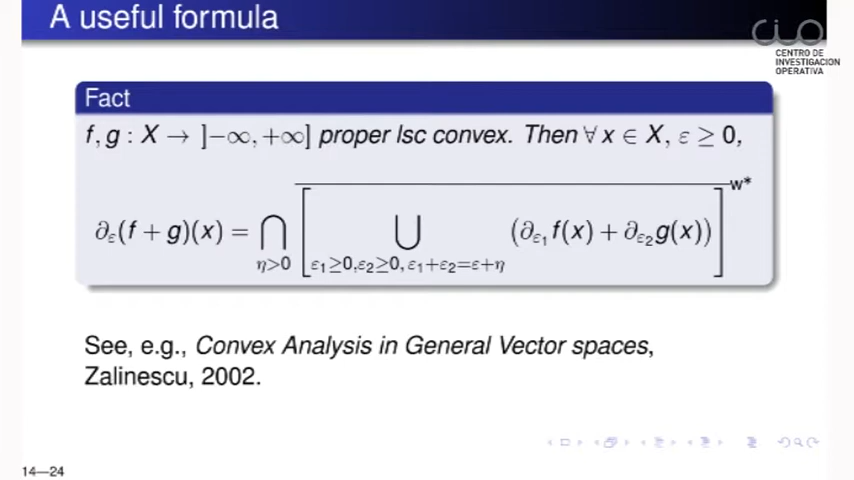 A useful formula
CIO
CENTRO DE
INVESTIGACION
OPERATIVA
Fact
f, g : X → ]−∞, +∞] proper lsc convex. Then ∀ x ∈ X, ε ≥ 0,
∂ε(f + g)(x) = ⋂η>0 [ ⋃ε₁≥0,ε₂≥0,ε₁+ε₂=ε+η (∂ε₁f(x) + ∂ε₂g(x)) ] w*
See, e.g., Convex Analysis in General Vector spaces,
Zalinescu, 2002.
14—24